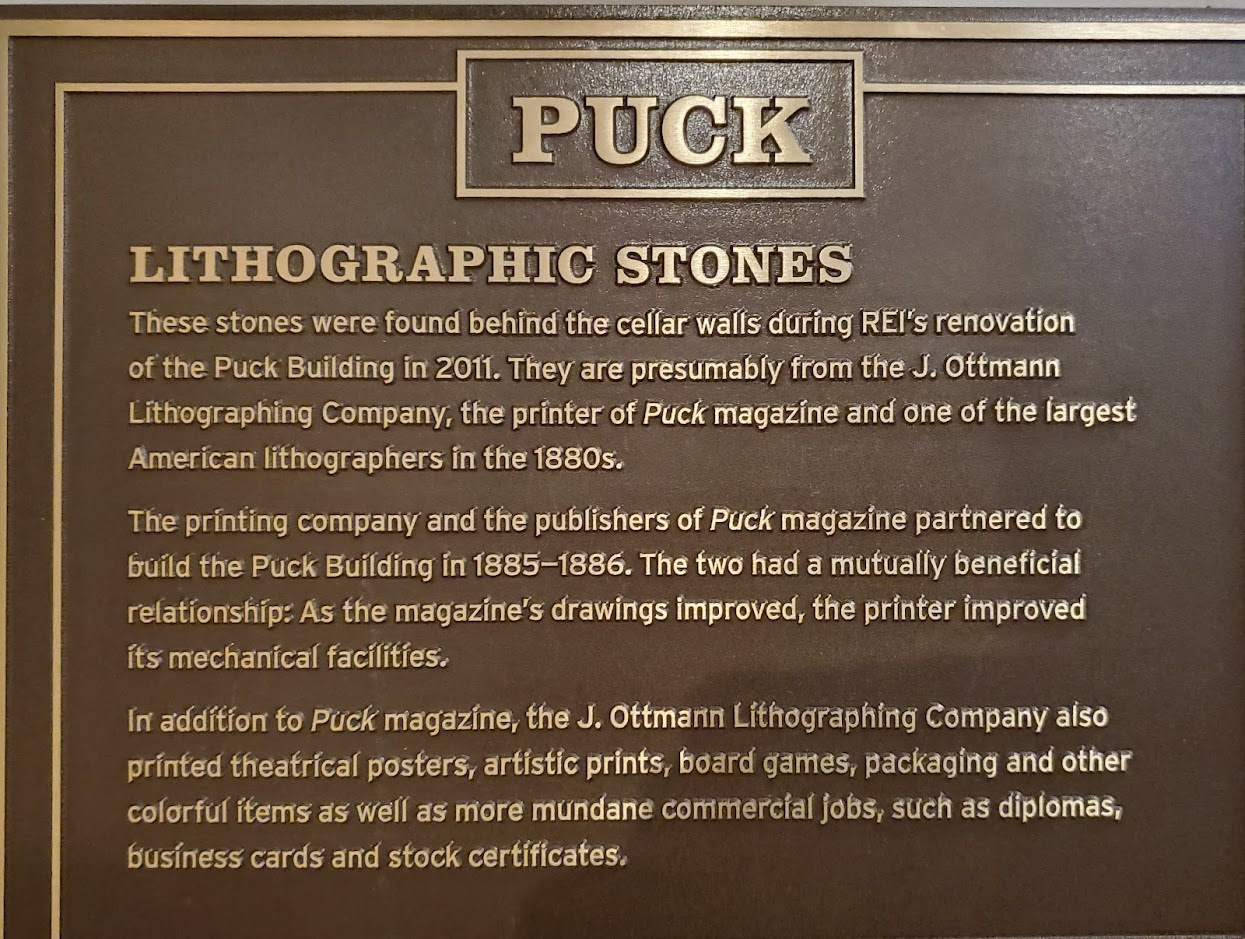 PUCK
LITHOGRAPHIC STONES
These stones were found behind the cellar walls during REI's renovation
of the Puck Building in 2011. They are presumably from the J. Ottmann
Lithographing Company, the printer of Puck magazine and one of the largest
American lithographers in the 1880s.
The printing company and the publishers of Puck magazine partnered to
build the Puck Building in 1885–1886. The two had a mutually beneficial
relationship: As the magazine's drawings improved, the printer improved
its mechanical facilities.
In addition to Puck magazine, the J. Ottmann Lithographing Company also
printed theatrical posters, artistic prints, board games, packaging and other
colorful items as well as more mundane commercial jobs, such as diplomas,
business cards and stock certificates.